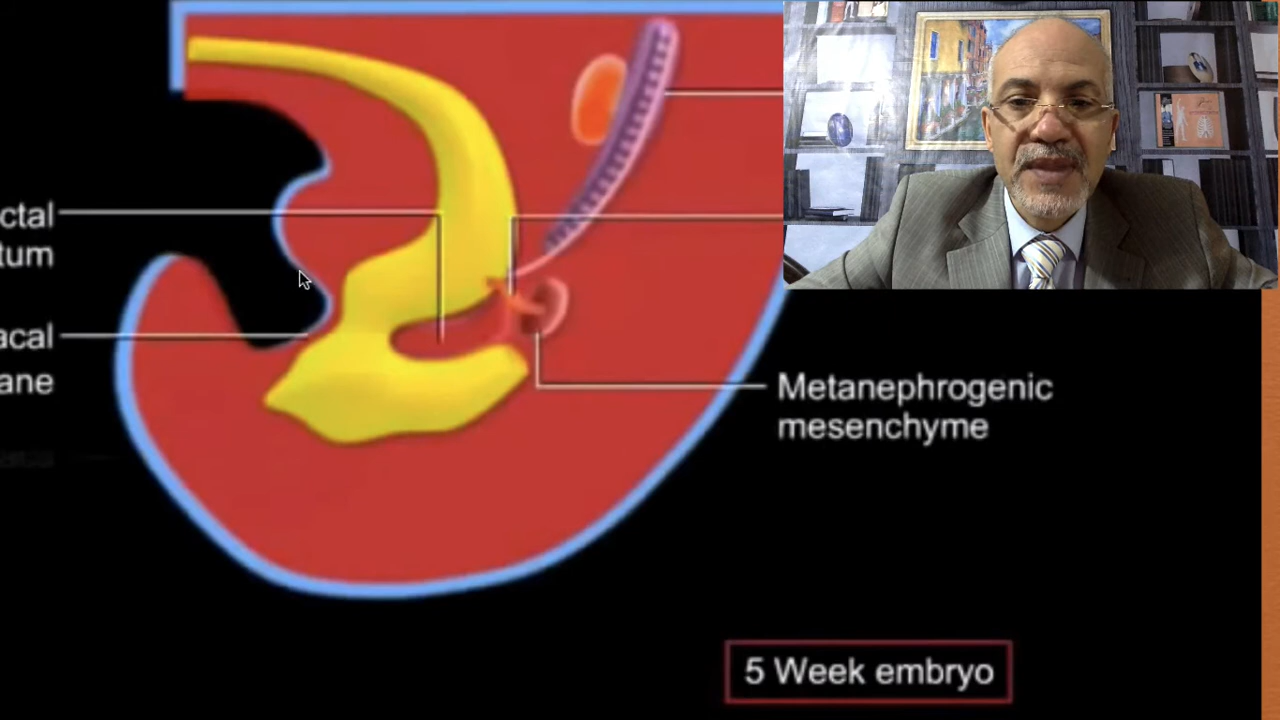 ctal
tum
acal
ane
Metanephrogenic
mesenchyme
5 Week embryo